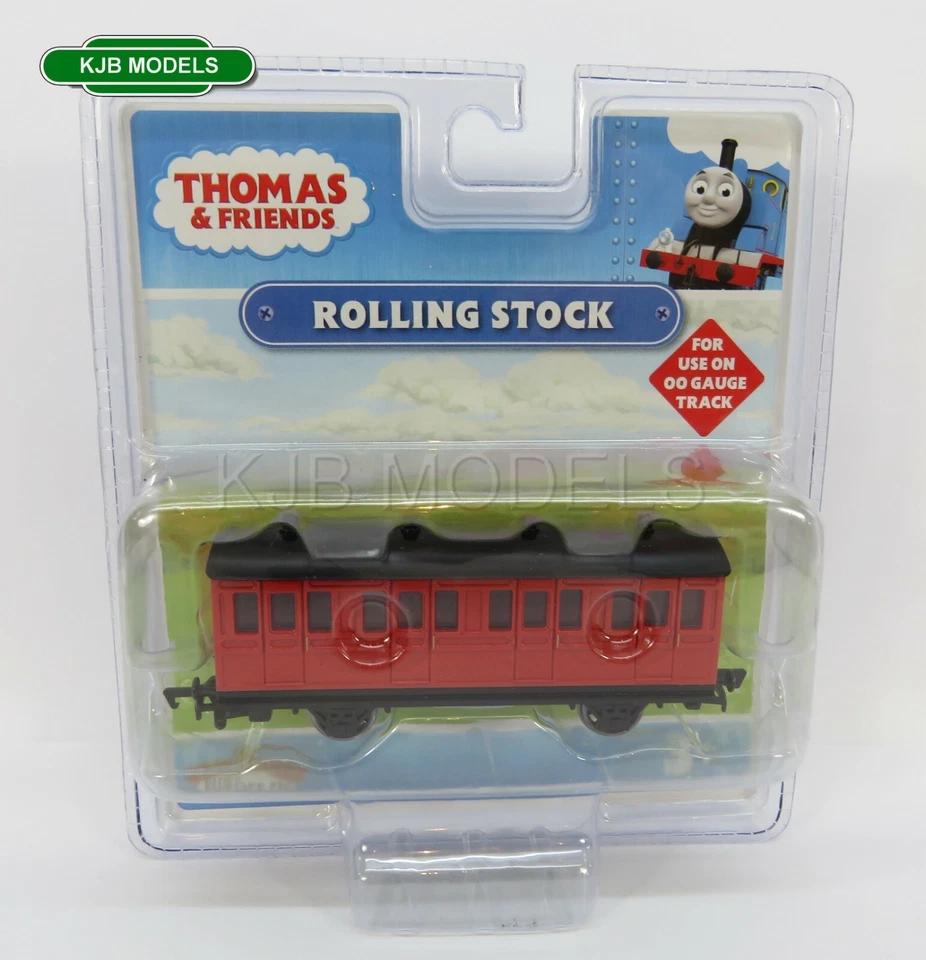 KJB MODELS
THOMAS
& FRIENDS
ROLLING STOCK
FOR
USE ON
OO GAUGE
TRACK
KJB MODELS